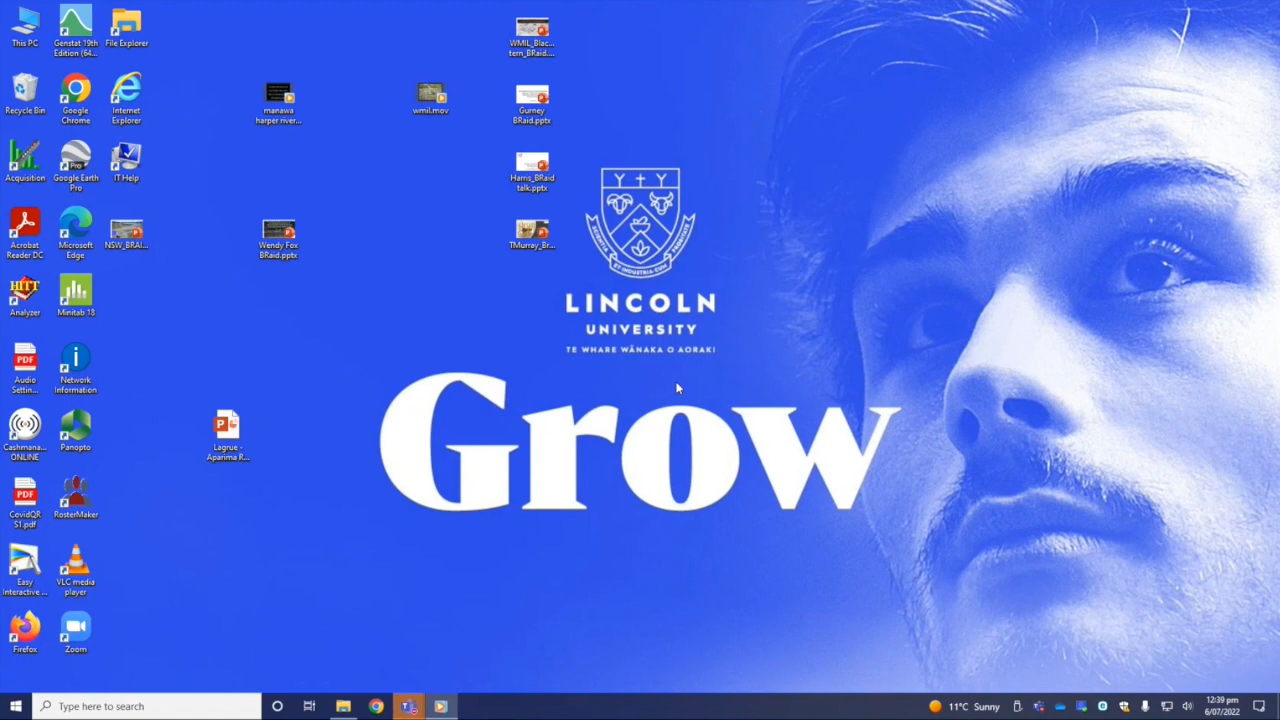 This PC
Genstat 19th
Edition (64...
File Explorer
WMIL_Blac...
tern_BRaid....
Recycle Bin
Google
Chrome
Internet
Explorer
manawa
harper river...
wmil.mov
Gurney
BRaid.pptx
Acquisition
Pro
Google Earth
Pro
IT Help
Harris_BRaid
talk.pptx
Acrobat
Reader DC
Microsoft
Edge
NSW_BRAI...
Wendy Fox
BRaid.pptx
TMurray_Br...
LINCOLN
UNIVERSITY
TE WHARE WĀNAKA O AORAKI
HITT
Analyzer
Minitab 18
Grow
PDF
Audio
Settin...
Network
Information
Cashmana...
ONLINE
Panopto
Lagrue -
Aparima R...
PDF
CovidQR
S1.pdf
RosterMaker
Easy
Interactive ...
VLC media
player
Firefox
Zoom
Type here to search
11°C Sunny
12:39 pm
6/07/2022